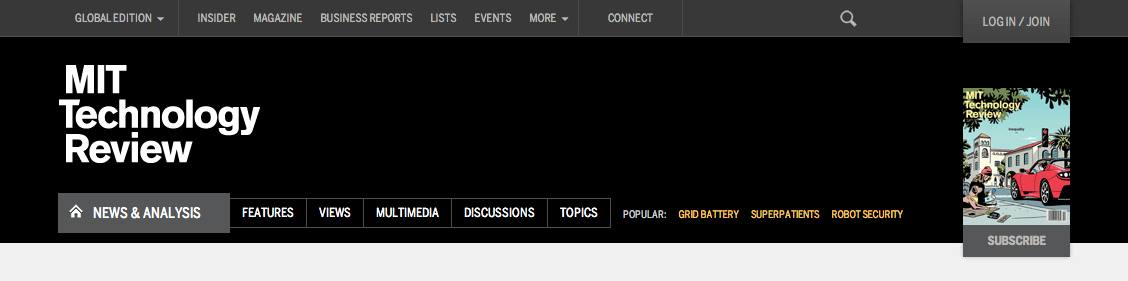 GLOBAL EDITION INSIDER MAGAZINE BUSINESS REPORTS LISTS EVENTS MORE CONNECT LOG IN / JOIN
MIT
Technology
Review
MIT
Technology
Review
Inequality
NEWS & ANALYSIS FEATURES VIEWS MULTIMEDIA DISCUSSIONS TOPICS POPULAR: GRID BATTERY SUPERPATIENTS ROBOT SECURITY
SUBSCRIBE